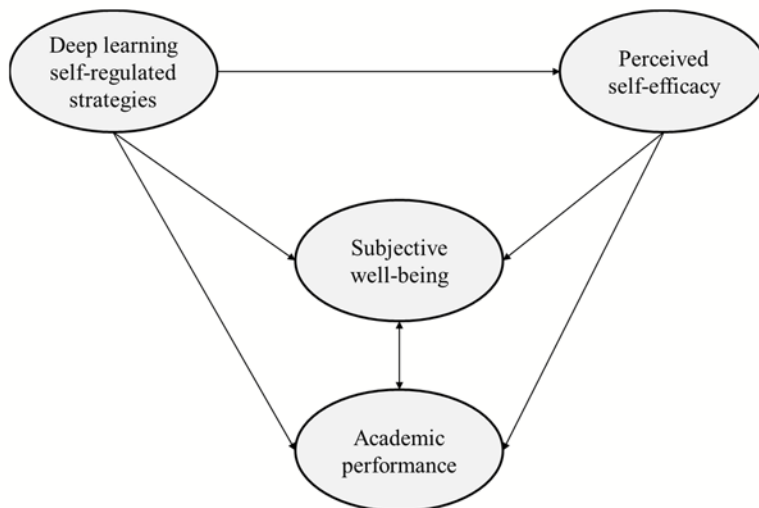 Deep learning
self-regulated
strategies
Perceived
self-efficacy
Subjective
well-being
Academic
performance